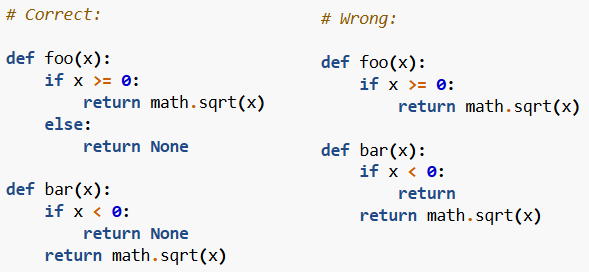 # Correct:
def foo(x):
    if x >= 0:
        return math.sqrt(x)
    else:
        return None
def bar(x):
    if x < 0:
        return None
    return math.sqrt(x)
# Wrong:
def foo(x):
    if x >= 0:
        return math.sqrt(x)
def bar(x):
    if x < 0:
        return
    return math.sqrt(x)